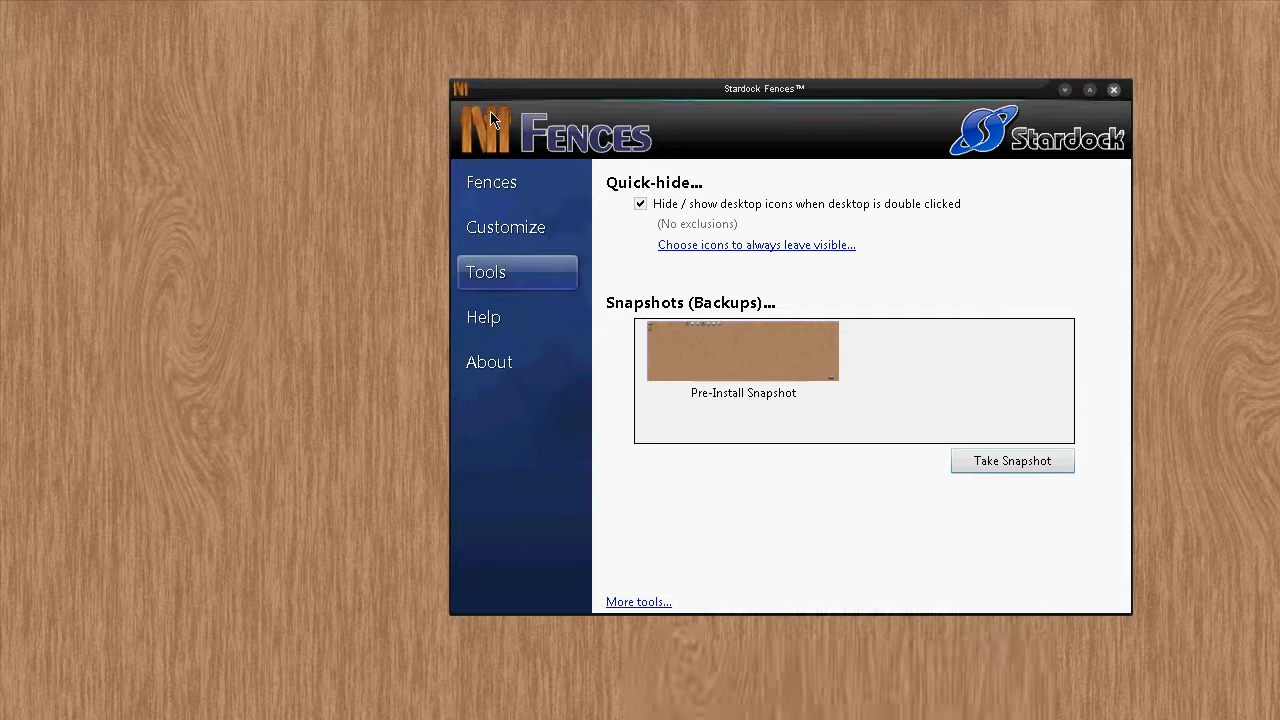 Stardock Fences™
FENCES
Stardock
Fences
Customize
Tools
Help
About
Quick-hide...
Hide / show desktop icons when desktop is double clicked
(No exclusions)
Choose icons to always leave visible...
Snapshots (Backups)...
Pre-Install Snapshot
Take Snapshot
More tools...